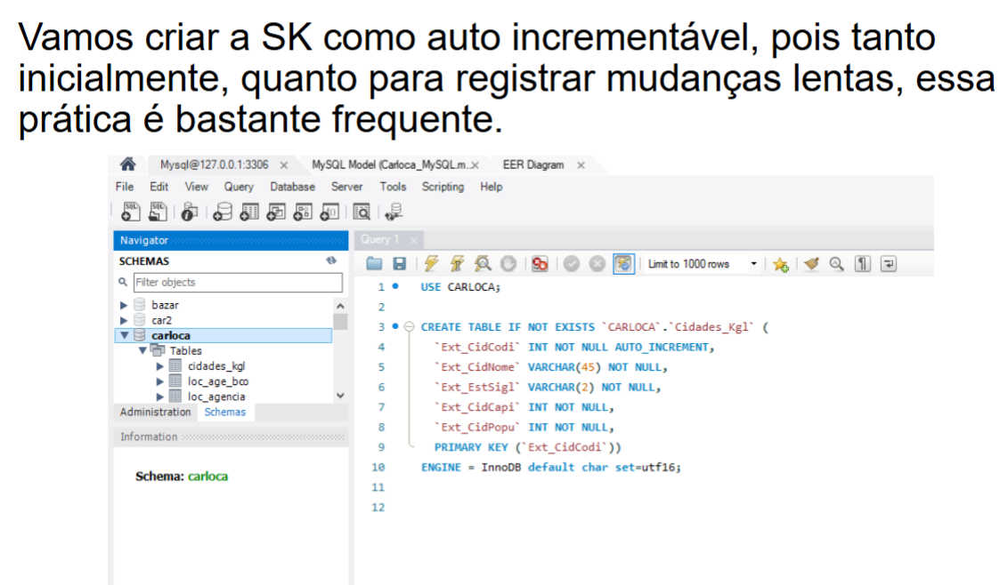 Vamos criar a SK como auto incrementável, pois tanto
inicialmente, quanto para registrar mudanças lentas, essa
prática é bastante frequente.
Mysql@127.0.0.1:3306 × MySQL Model (Carloca_MySQL.m..× EER Diagram ×
File Edit View Query Database Server Tools Scripting Help
Navigator
Query 1 ×
SCHEMAS
Limit to 1000 rows
Filter objects
bazar
car2
carloca
Tables
cidades_kgl
loc_age_bco
loc_agencia
Administration Schemas
Information
Schema: carloca
1 USE CARLOCA;
2
3 CREATE TABLE IF NOT EXISTS `CARLOCA`.`Cidades_Kgl` (
4 `Ext_CidCodi` INT NOT NULL AUTO_INCREMENT,
5 `Ext_CidNome` VARCHAR(45) NOT NULL,
6 `Ext_EstSigl` VARCHAR(2) NOT NULL,
7 `Ext_CidCapi` INT NOT NULL,
8 `Ext_CidPopu` INT NOT NULL,
9 PRIMARY KEY (`Ext_CidCodi`))
10 ENGINE = InnoDB default char set=utf16;
11
12